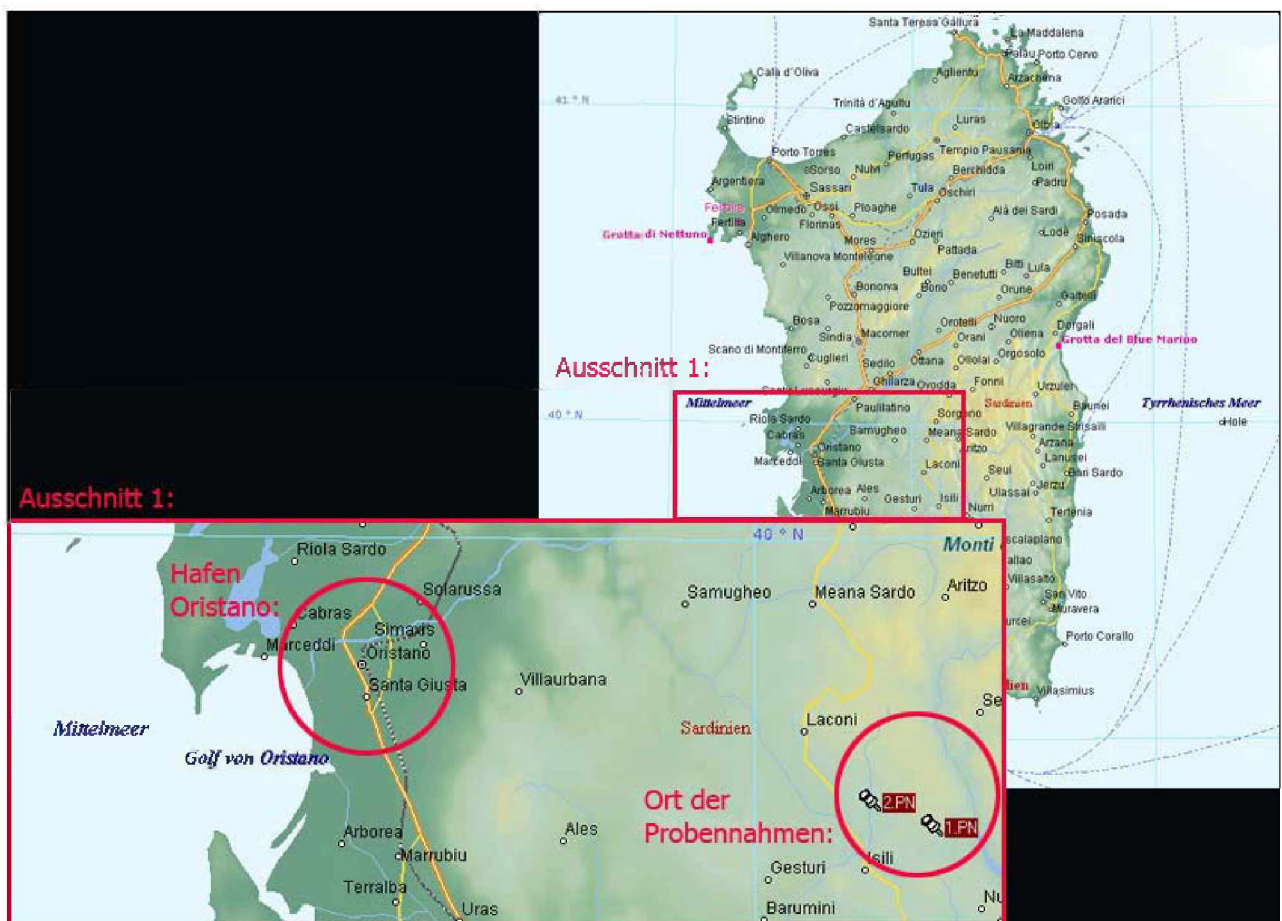 Santa Teresa Gallura
La Maddalena
Palau Porto Cervo
Cala d´Oliva
Aglientu
Arzachena
41 ° N
Trinità d'Agultu
Golfo Ararici
Stintino
Castelsardo
Luras
Olbia
Porto Torres
Tempio Pausania
Sorso
Nulvi
Perfugas
Berchidda
Loiri
Argentiera
Sassari
Tula
Oschiri
Padru
Fertilia
Olmedo
Ossi
Ploaghe
Alà dei Sardi
Posada
Fertilia
Florinas
Grotta di Nettuno
Alghero
Mores
Ozieri
Lodè
Siniscola
Pattada
Villanova Monteleone
Bultei
Benetutti
Bitti
Lula
Bonorva
Bono
Orune
Galtelli
Pozzomaggiore
Bosa
Sindia
Macomer
Orotelli
Nuoro
Oliena
Dorgali
Grotta del Blue Marino
Scano di Montiferro
Cuglieri
Sedilo
Ottana
Orani
Ollolai
Orgosolo
Ausschnitt 1:
Ghilarza
Ovodda
Fonni
Urzulei
Mittelmeer
Paulilatino
Sorgono
Sardinien
Baunei
Tyrrhenisches Meer
40 ° N
Riola Sardo
Cabras
Samugheo
Meana Sardo
Villagrande Strisaili
Hole
Oristano
Aritzo
Arzana
Marceddi
Santa Giusta
Laconi
Seui
Lanusei
Bari Sardo
Arborea
Ales
Gesturi
Isili
Ulassai
Jerzu
Marrubiu
Nurri
Tertenia
Ausschnitt 1:
40 ° N
Monti
escalaplano
Riola Sardo
Hafen
Oristano:
Solarussa
Samugheo
Meana Sardo
Aritzo
Villasalto
San Vito
Muravera
Cabras
Simaxis
Marceddi
Oristano
Porto Corallo
Santa Giusta
Villaurbana
Villasimius
Mittelmeer
Sardinien
Laconi
Se
Golf von Oristano
Ort der
Probennahmen:
2.PN
1.PN
Arborea
Ales
Marrubiu
Isili
Terralba
Gesturi
Uras
Barumini
Nu